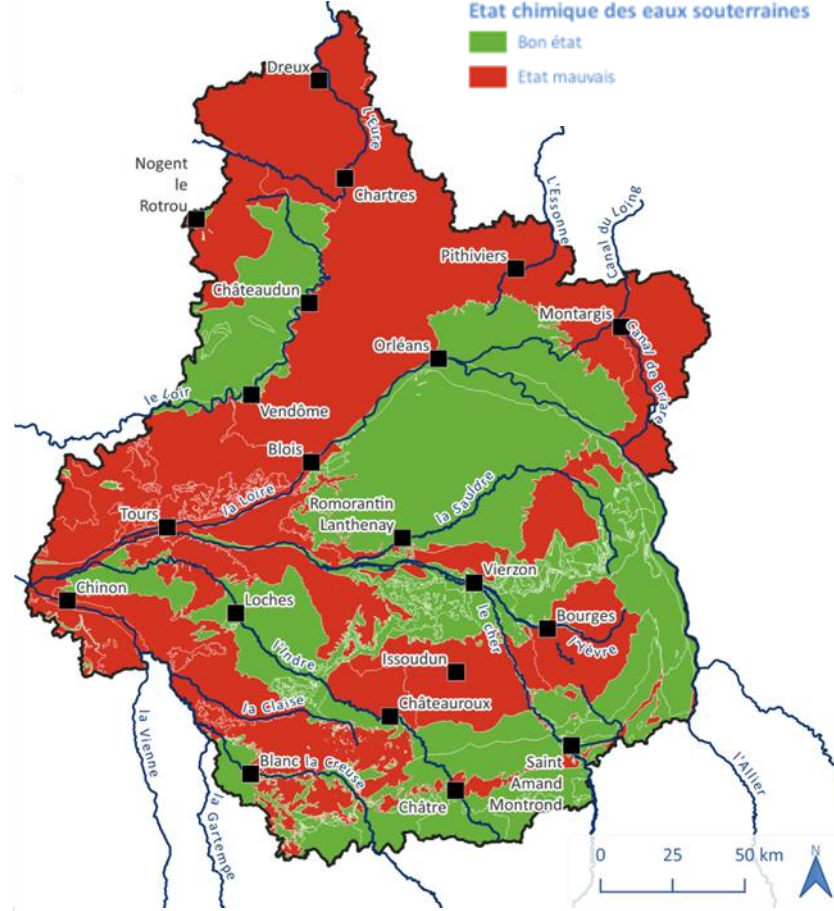 Etat chimique des eaux souterraines
Bon état
Etat mauvais
Dreux
L'Eure
Nogent
le
Rotrou
Chartres
L'Essonne
Canal du Loing
Pithiviers
Châteaudun
Montargis
Orléans
Canal de Briare
le Loir
Vendôme
Blois
la Loire
Romorantin
Lanthenay
la Sauldre
Tours
Vierzon
Chinon
Loches
le cher
Bourges
l'Yèvre
l'Indre
Issoudun
la Claise
Châteauroux
la Vienne
Blanc
la Creuse
Saint
Amand
Montrond
l'Allier
la Gartempe
Châtre
N
0 25 50 km